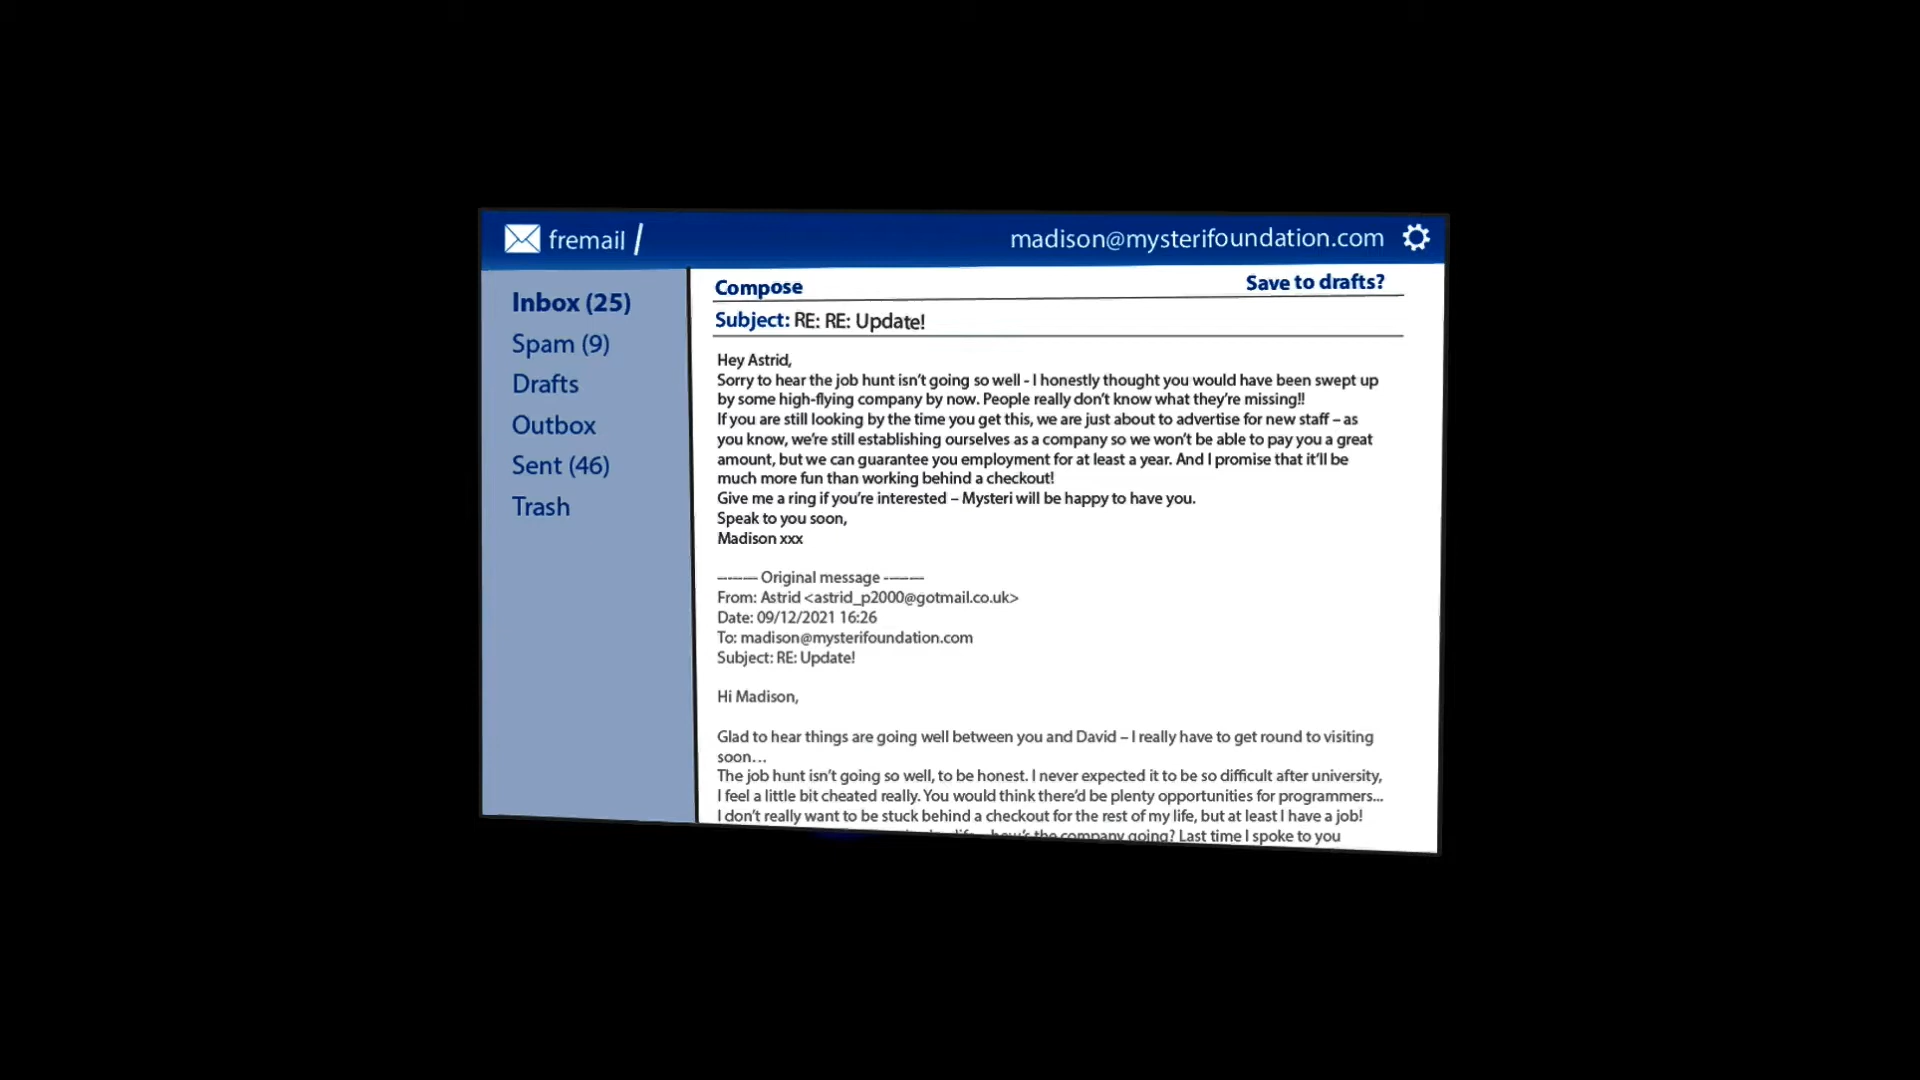 fremail /
madison@mysterifoundation.com
Inbox (25)
Spam (9)
Drafts
Outbox
Sent (46)
Trash
Compose
Save to drafts?
Subject: RE: RE: Update!
Hey Astrid,
Sorry to hear the job hunt isn’t going so well - I honestly thought you would have been swept up
by some high-flying company by now. People really don’t know what they’re missing!!
If you are still looking by the time you get this, we are just about to advertise for new staff – as
you know, we’re still establishing ourselves as a company so we won’t be able to pay you a great
amount, but we can guarantee you employment for at least a year. And I promise that it’ll be
much more fun than working behind a checkout!
Give me a ring if you’re interested – Mysteri will be happy to have you.
Speak to you soon,
Madison xxx
-------- Original message --------
From: Astrid <astrid_p2000@gotmail.co.uk>
Date: 09/12/2021 16:26
To: madison@mysterifoundation.com
Subject: RE: Update!
Hi Madison,
Glad to hear things are going well between you and David – I really have to get round to visiting
soon…
The job hunt isn’t going so well, to be honest. I never expected it to be so difficult after university,
I feel a little bit cheated really. You would think there’d be plenty opportunities for programmers...
I don’t really want to be stuck behind a checkout for the rest of my life, but at least I have a job!
how’s the company going? Last time I spoke to you